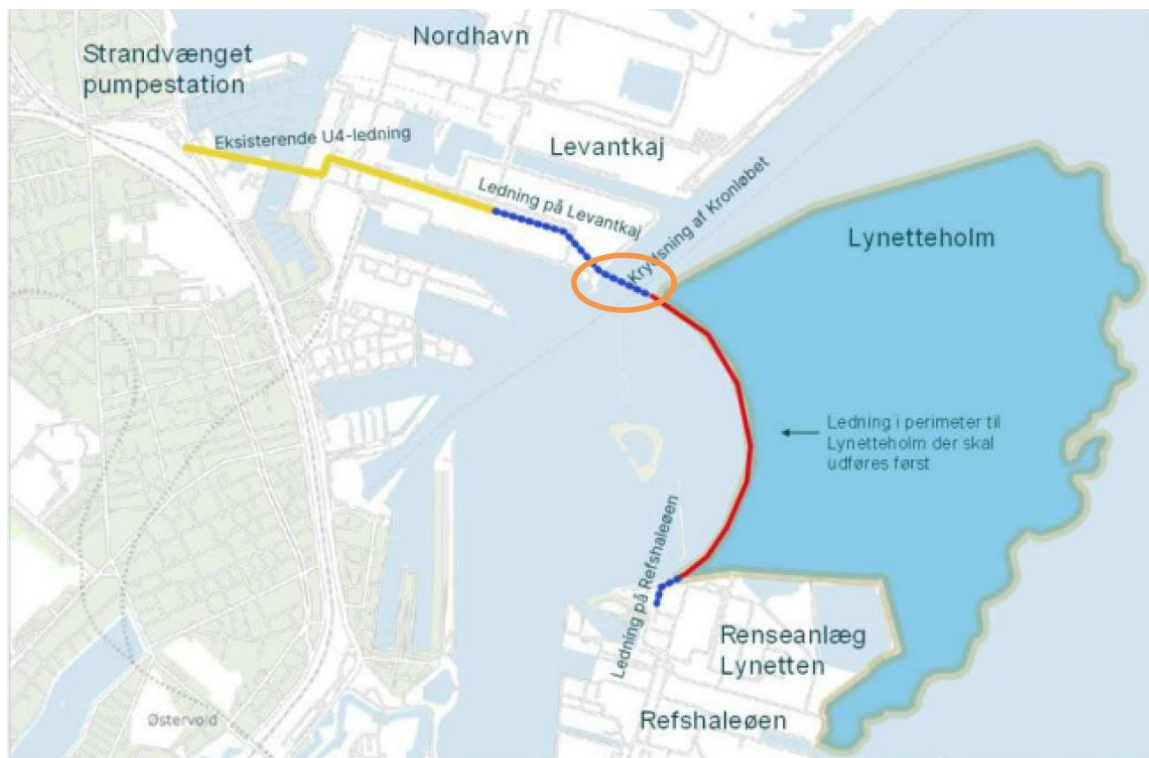 Nordhavn
Strandvænget
pumpestation
Eksisterende U4-ledning
Levantkaj
Ledning på Levantkaj
Krydsning af Kronløbet
Lynetteholm
Ledning i perimeter til
Lynetteholm der skal
udføres først
Ledning på Refshaleøen
Renseanlæg
Lynetten
Refshaleøen
Østervold